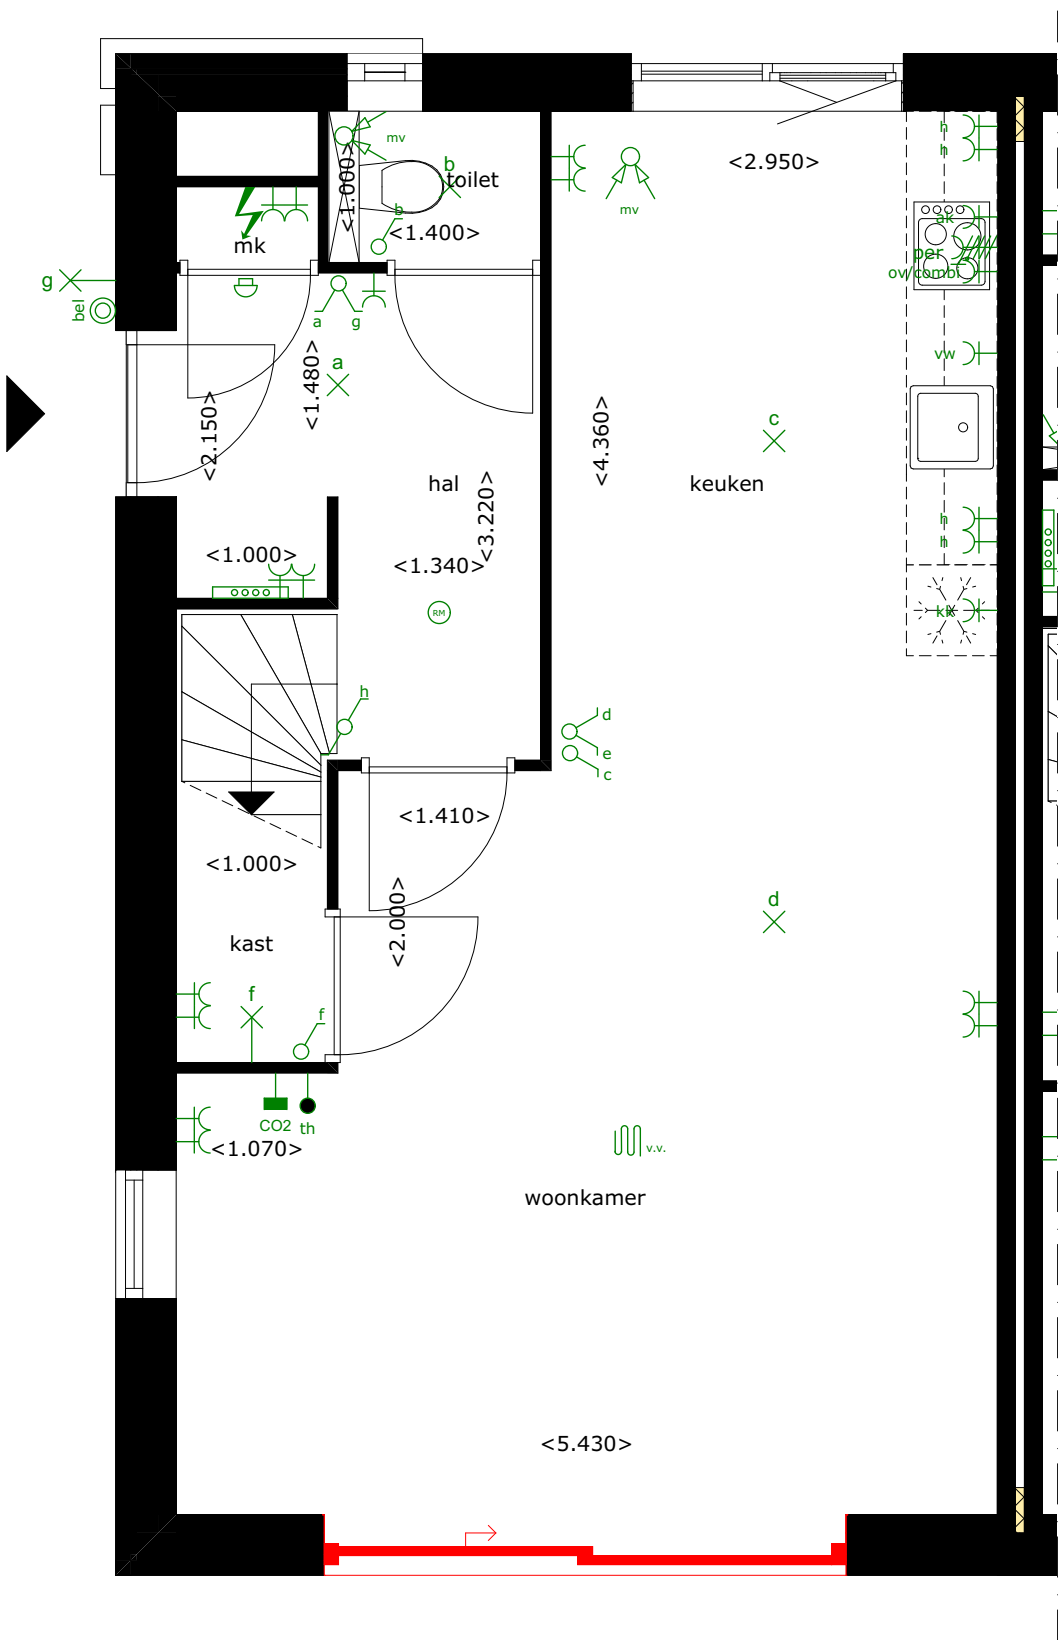 mv
b
toilet
<1.000>
b
<1.400>
mk
mv
<2.950>
h
h
ak
per
ov/combi
g
bel
a
g
vw
a
<1.480>
<2.150>
<4.360>
c
hal
keuken
<3.220>
h
h
<1.000>
<1.340>
RM
kk
h
d
e
c
<1.410>
<1.000>
<2.000>
d
kast
f
f
CO2
th
<1.070>
v.v.
woonkamer
<5.430>